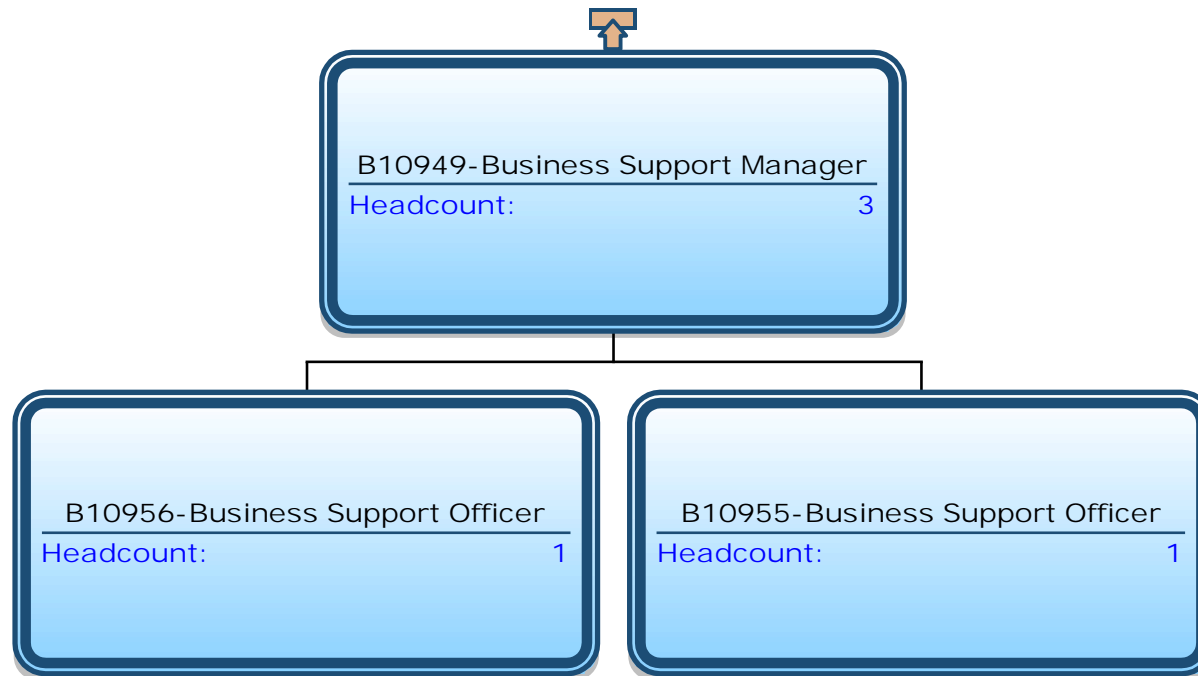 B10949-Business Support Manager
Headcount: 3
B10956-Business Support Officer
Headcount: 1
B10955-Business Support Officer
Headcount: 1